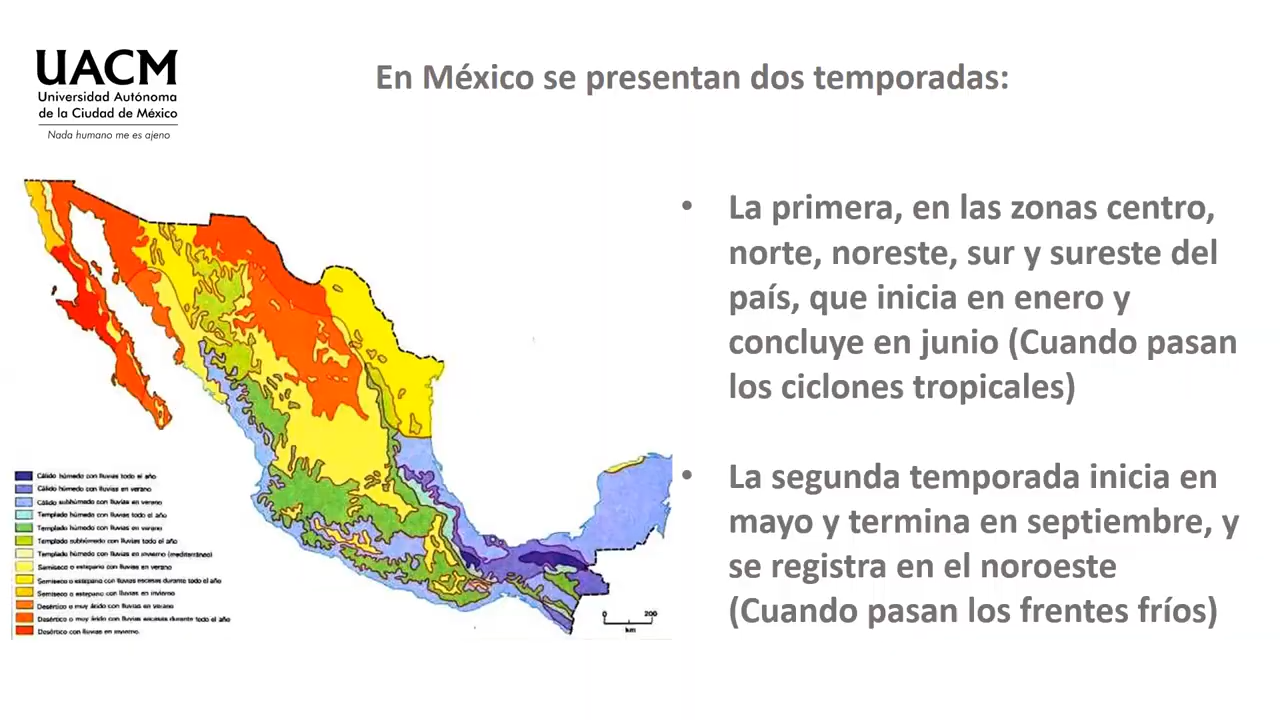 UACM
Universidad Autónoma
de la Ciudad de México
Nada humano me es ajeno
En México se presentan dos temporadas:
• La primera, en las zonas centro,
norte, noreste, sur y sureste del
país, que inicia en enero y
concluye en junio (Cuando pasan
los ciclones tropicales)
• La segunda temporada inicia en
mayo y termina en septiembre, y
se registra en el noroeste
(Cuando pasan los frentes fríos)
Cálido húmedo con lluvias todo el año
Cálido húmedo con lluvias en verano
Cálido subhúmedo con lluvias en verano
Templado húmedo con lluvias todo el año
Templado húmedo con lluvias en verano
Templado subhúmedo con lluvias en verano
Templado húmedo con lluvias en invierno (mediterráneo)
Semiseco o estepario con lluvias en verano
Semiseco o estepario con lluvias escasas durante todo el año
Semiseco o estepario con lluvias en invierno
Desértico o muy árido con lluvias en verano
Desértico o muy árido con lluvias escasas durante todo el año
Desértico con lluvias en invierno
0 200
km